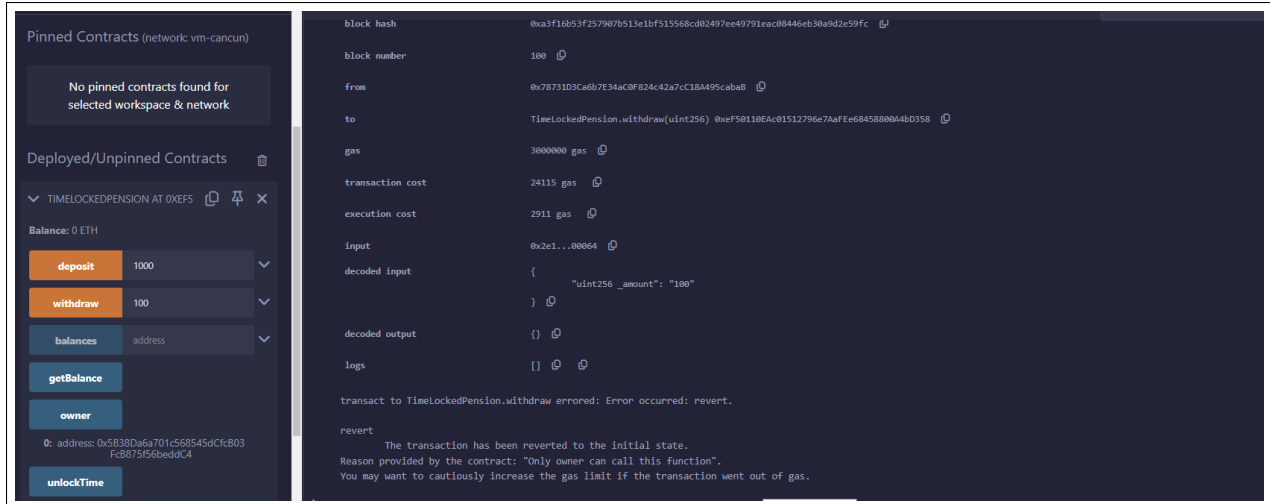 Pinned Contracts (network: vm-cancun)
No pinned contracts found for
selected workspace & network
Deployed/Unpinned Contracts
TIMELOCKEDPENSION AT 0XEF5
Balance: 0 ETH
deposit 1000
withdraw 100
balances address
getBalance
owner
0: address: 0x5B38Da6a701c568545dCfcB03
FcB875f56beddC4
unlockTime
block hash 0xa3f16b53f257907b513e1bf515568cd02497ee49791eac08446eb30a9d2e59fc
block number 100
from 0x78731D3Ca6b7E34aC0F824c42a7cC18A495cabaB
to TimeLockedPension.withdraw(uint256) 0xeF50110EAc01512796e7AaFEe68458800A4bD358
gas 3000000 gas
transaction cost 24115 gas
execution cost 2911 gas
input 0x2e1...00064
decoded input {
"uint256 _amount": "100"
}
decoded output {}
logs []
transact to TimeLockedPension.withdraw errored: Error occurred: revert.
revert
The transaction has been reverted to the initial state.
Reason provided by the contract: "Only owner can call this function".
You may want to cautiously increase the gas limit if the transaction went out of gas.